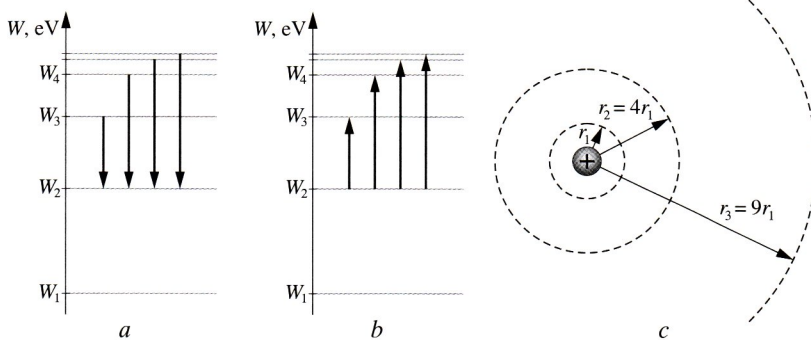 W, eV
W₄
W₃
W₂
W₁
a
W, eV
W₄
W₃
W₂
W₁
b
r₁
r₂ = 4r₁
+
r₃ = 9r₁
c